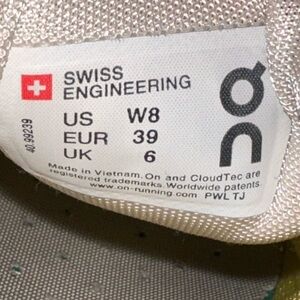 SWISS
ENGINEERING
US W8
EUR 39
UK 6
40.99239
Made in Vietnam. On and CloudTec are
registered trademarks. Worldwide patents.
www.on-running.com PWL TJ